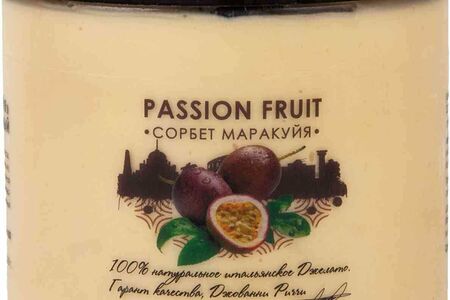 PASSION FRUIT
•СОРБЕТ МАРАКУЙЯ•
100% натуральное итальянское Джелато.
Гарант качества, Джованни Риччи